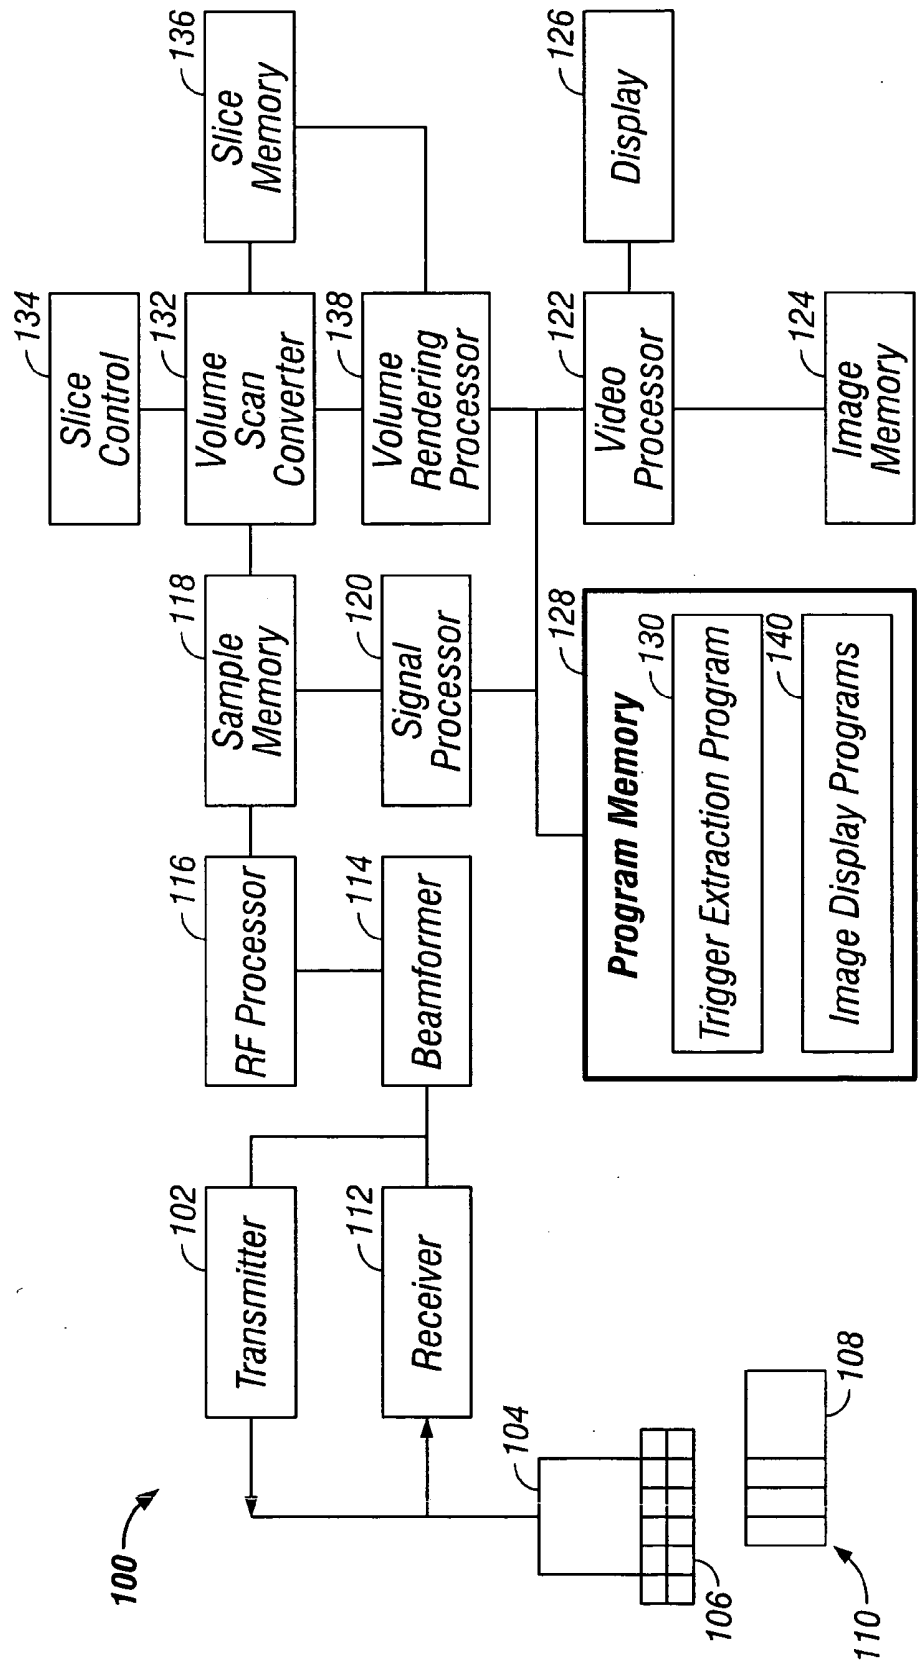 100
102
Transmitter
112
Receiver
104
106
108
110
116
RF Processor
114
Beamformer
118
Sample
Memory
120
Signal
Processor
134
Slice
Control
132
Volume
Scan
Converter
138
Volume
Rendering
Processor
136
Slice
Memory
122
Video
Processor
126
Display
124
Image
Memory
128
Program Memory
130
Trigger Extraction Program
140
Image Display Programs